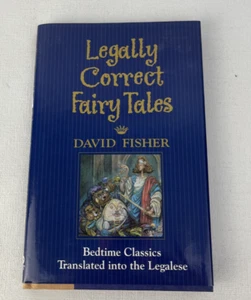 Legally
Correct
Fairy Tales
DAVID FISHER
Bedtime Classics
Translated into the Legalese